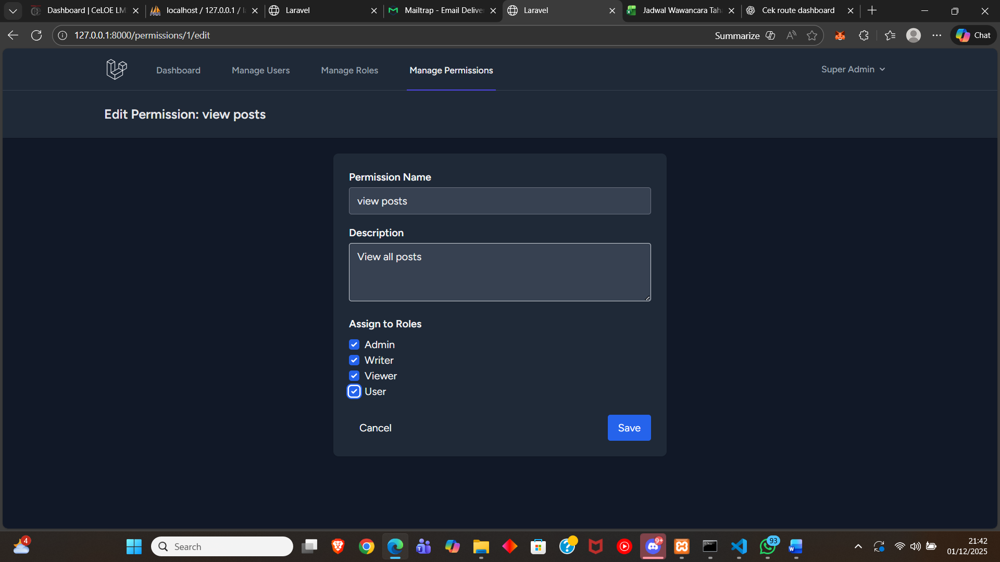 Dashboard | CeLOE LM
localhost / 127.0.0.1 / l
Laravel
Mailtrap - Email Delive
Laravel
Jadwal Wawancara Tah
Cek route dashboard
127.0.0.1:8000/permissions/1/edit
Summarize
Chat
Dashboard
Manage Users
Manage Roles
Manage Permissions
Super Admin
Edit Permission: view posts
Permission Name
view posts
Description
View all posts
Assign to Roles
Admin
Writer
Viewer
User
Cancel
Save
4
Search
9+
93
21:42
01/12/2025